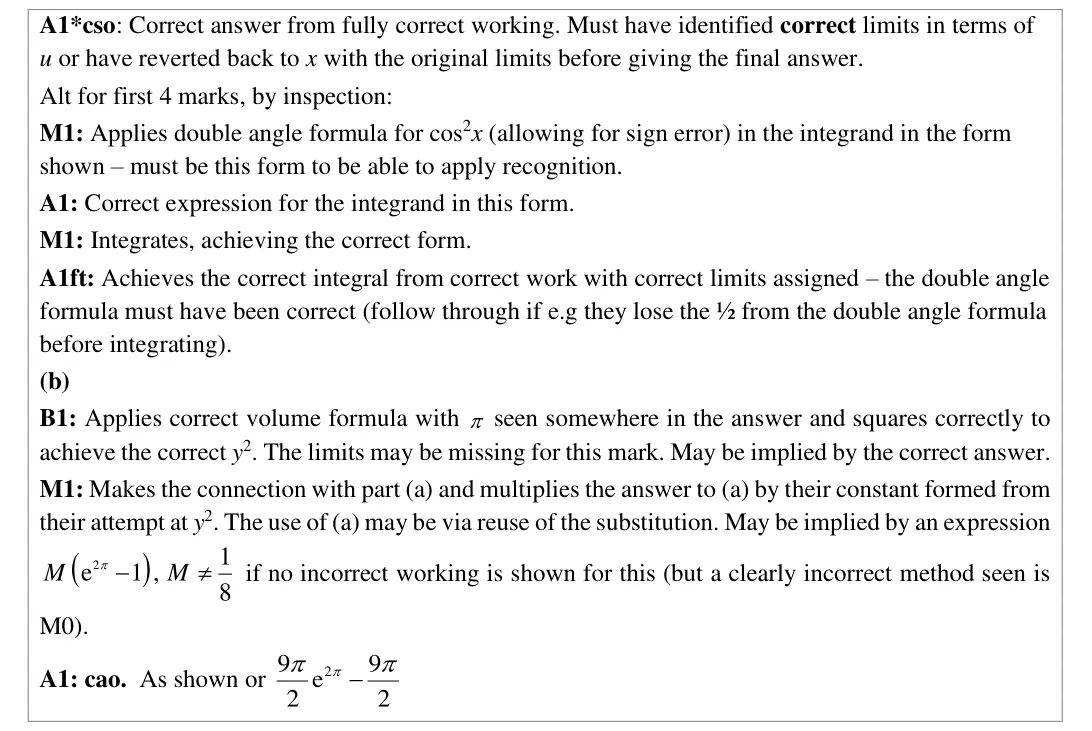 A1*cso: Correct answer from fully correct working. Must have identified correct limits in terms of
u or have reverted back to x with the original limits before giving the final answer.
Alt for first 4 marks, by inspection:
M1: Applies double angle formula for cos²x (allowing for sign error) in the integrand in the form
shown – must be this form to be able to apply recognition.
A1: Correct expression for the integrand in this form.
M1: Integrates, achieving the correct form.
A1ft: Achieves the correct integral from correct work with correct limits assigned – the double angle
formula must have been correct (follow through if e.g they lose the ½ from the double angle formula
before integrating).
(b)
B1: Applies correct volume formula with π seen somewhere in the answer and squares correctly to
achieve the correct y². The limits may be missing for this mark. May be implied by the correct answer.
M1: Makes the connection with part (a) and multiplies the answer to (a) by their constant formed from
their attempt at y². The use of (a) may be via reuse of the substitution. May be implied by an expression
M(e^{2π} −1), M ≠ 1/8 if no incorrect working is shown for this (but a clearly incorrect method seen is
M0).
A1: cao. As shown or 9π/2 e^{2π} − 9π/2